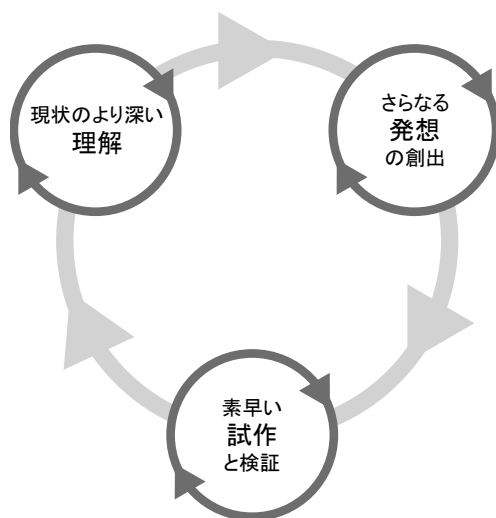 現状のより深い
理解
さらなる
発想
の創出
素早い
試作
と検証